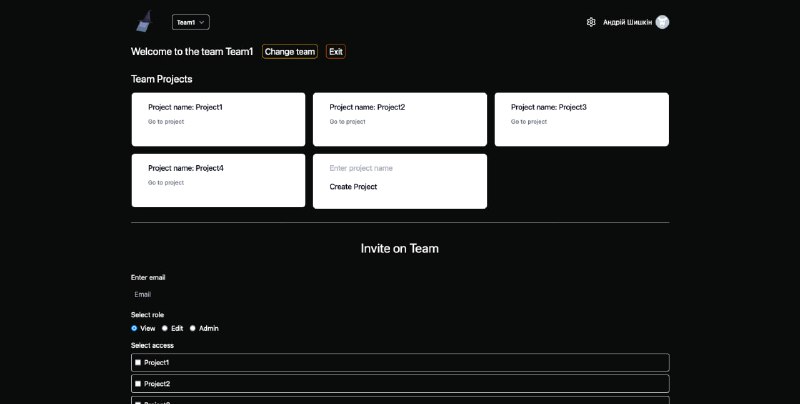 Team1
Андрій Шишкін
Welcome to the team Team1 Change team Exit
Team Projects
Project name: Project1
Go to project
Project name: Project2
Go to project
Project name: Project3
Go to project
Project name: Project4
Go to project
Enter project name
Create Project
Invite on Team
Enter email
Email
Select role
View Edit Admin
Select access
Project1
Project2